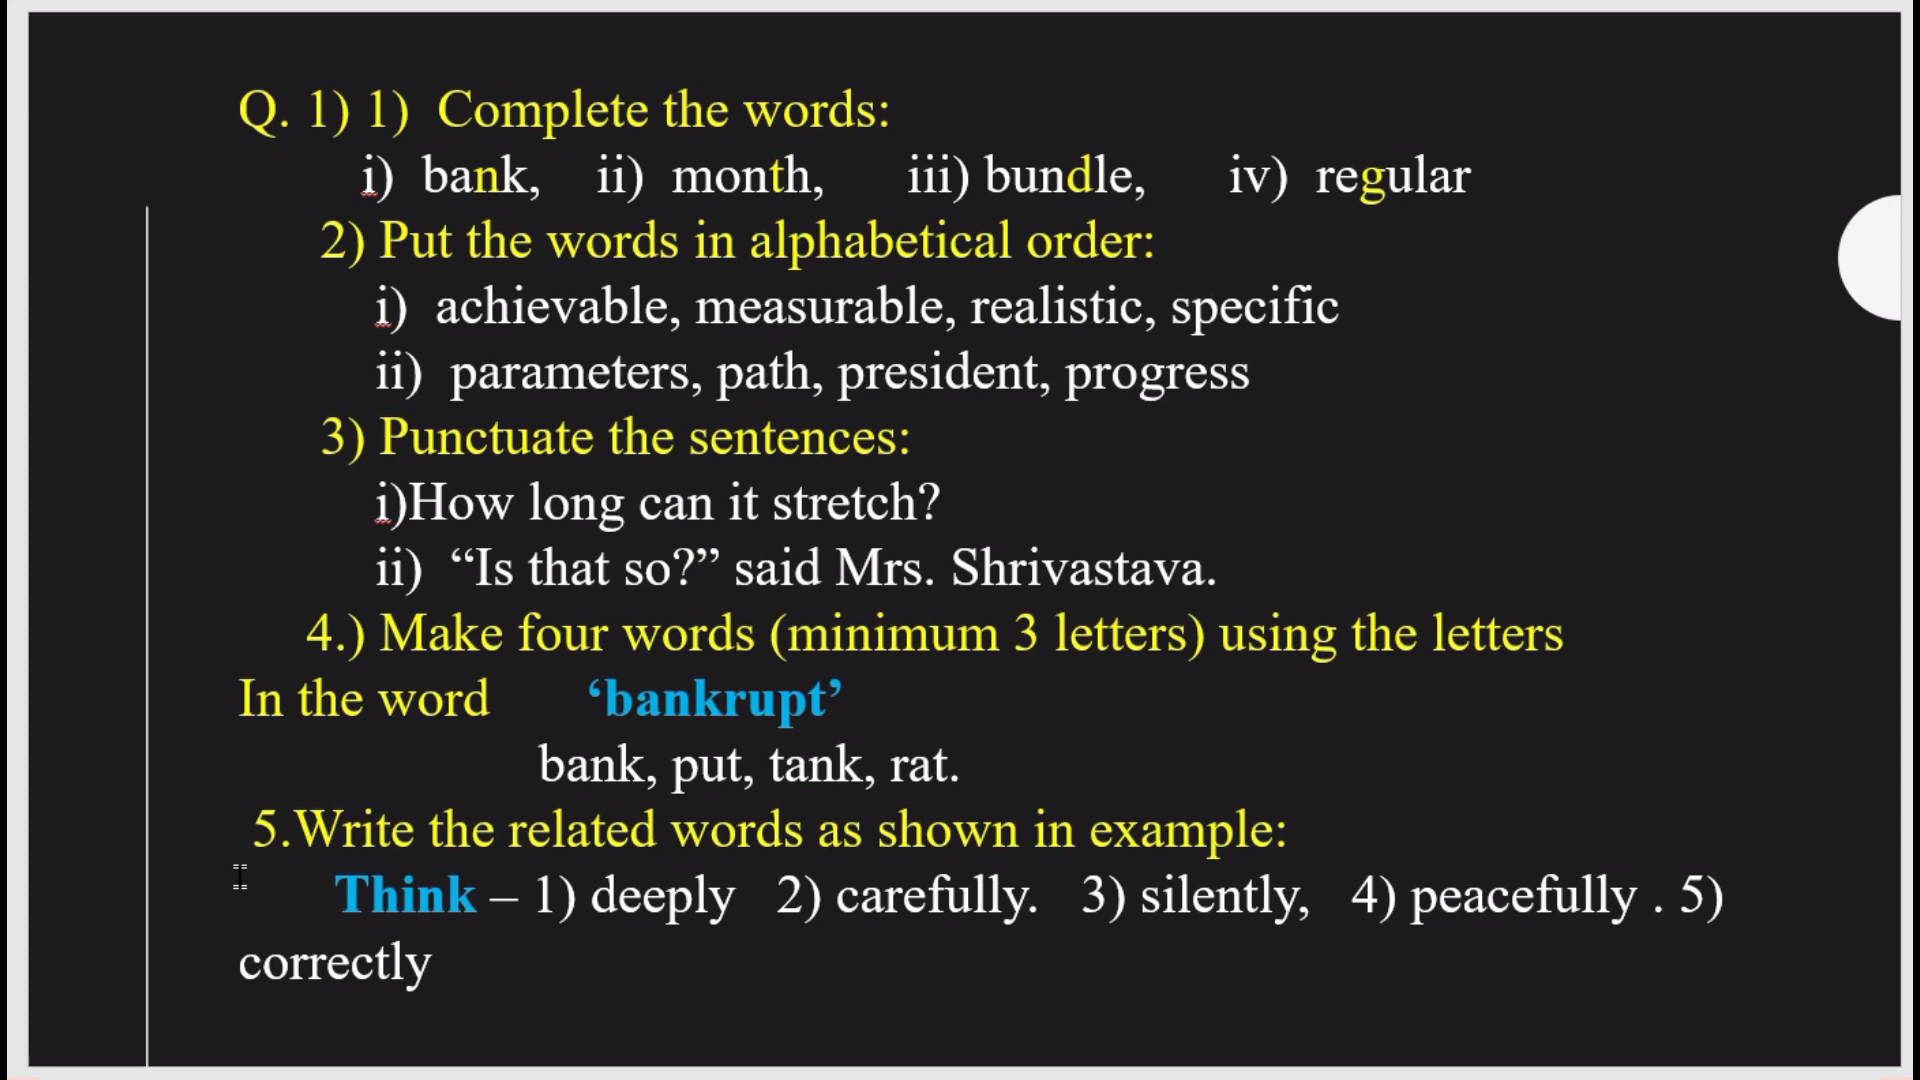 Q. 1) 1) Complete the words:
i) bank, ii) month, iii) bundle, iv) regular
2) Put the words in alphabetical order:
i) achievable, measurable, realistic, specific
ii) parameters, path, president, progress
3) Punctuate the sentences:
i)How long can it stretch?
ii) “Is that so?” said Mrs. Shrivastava.
4.) Make four words (minimum 3 letters) using the letters
In the word ‘bankrupt’
bank, put, tank, rat.
5.Write the related words as shown in example:
Think – 1) deeply 2) carefully. 3) silently, 4) peacefully . 5)
correctly